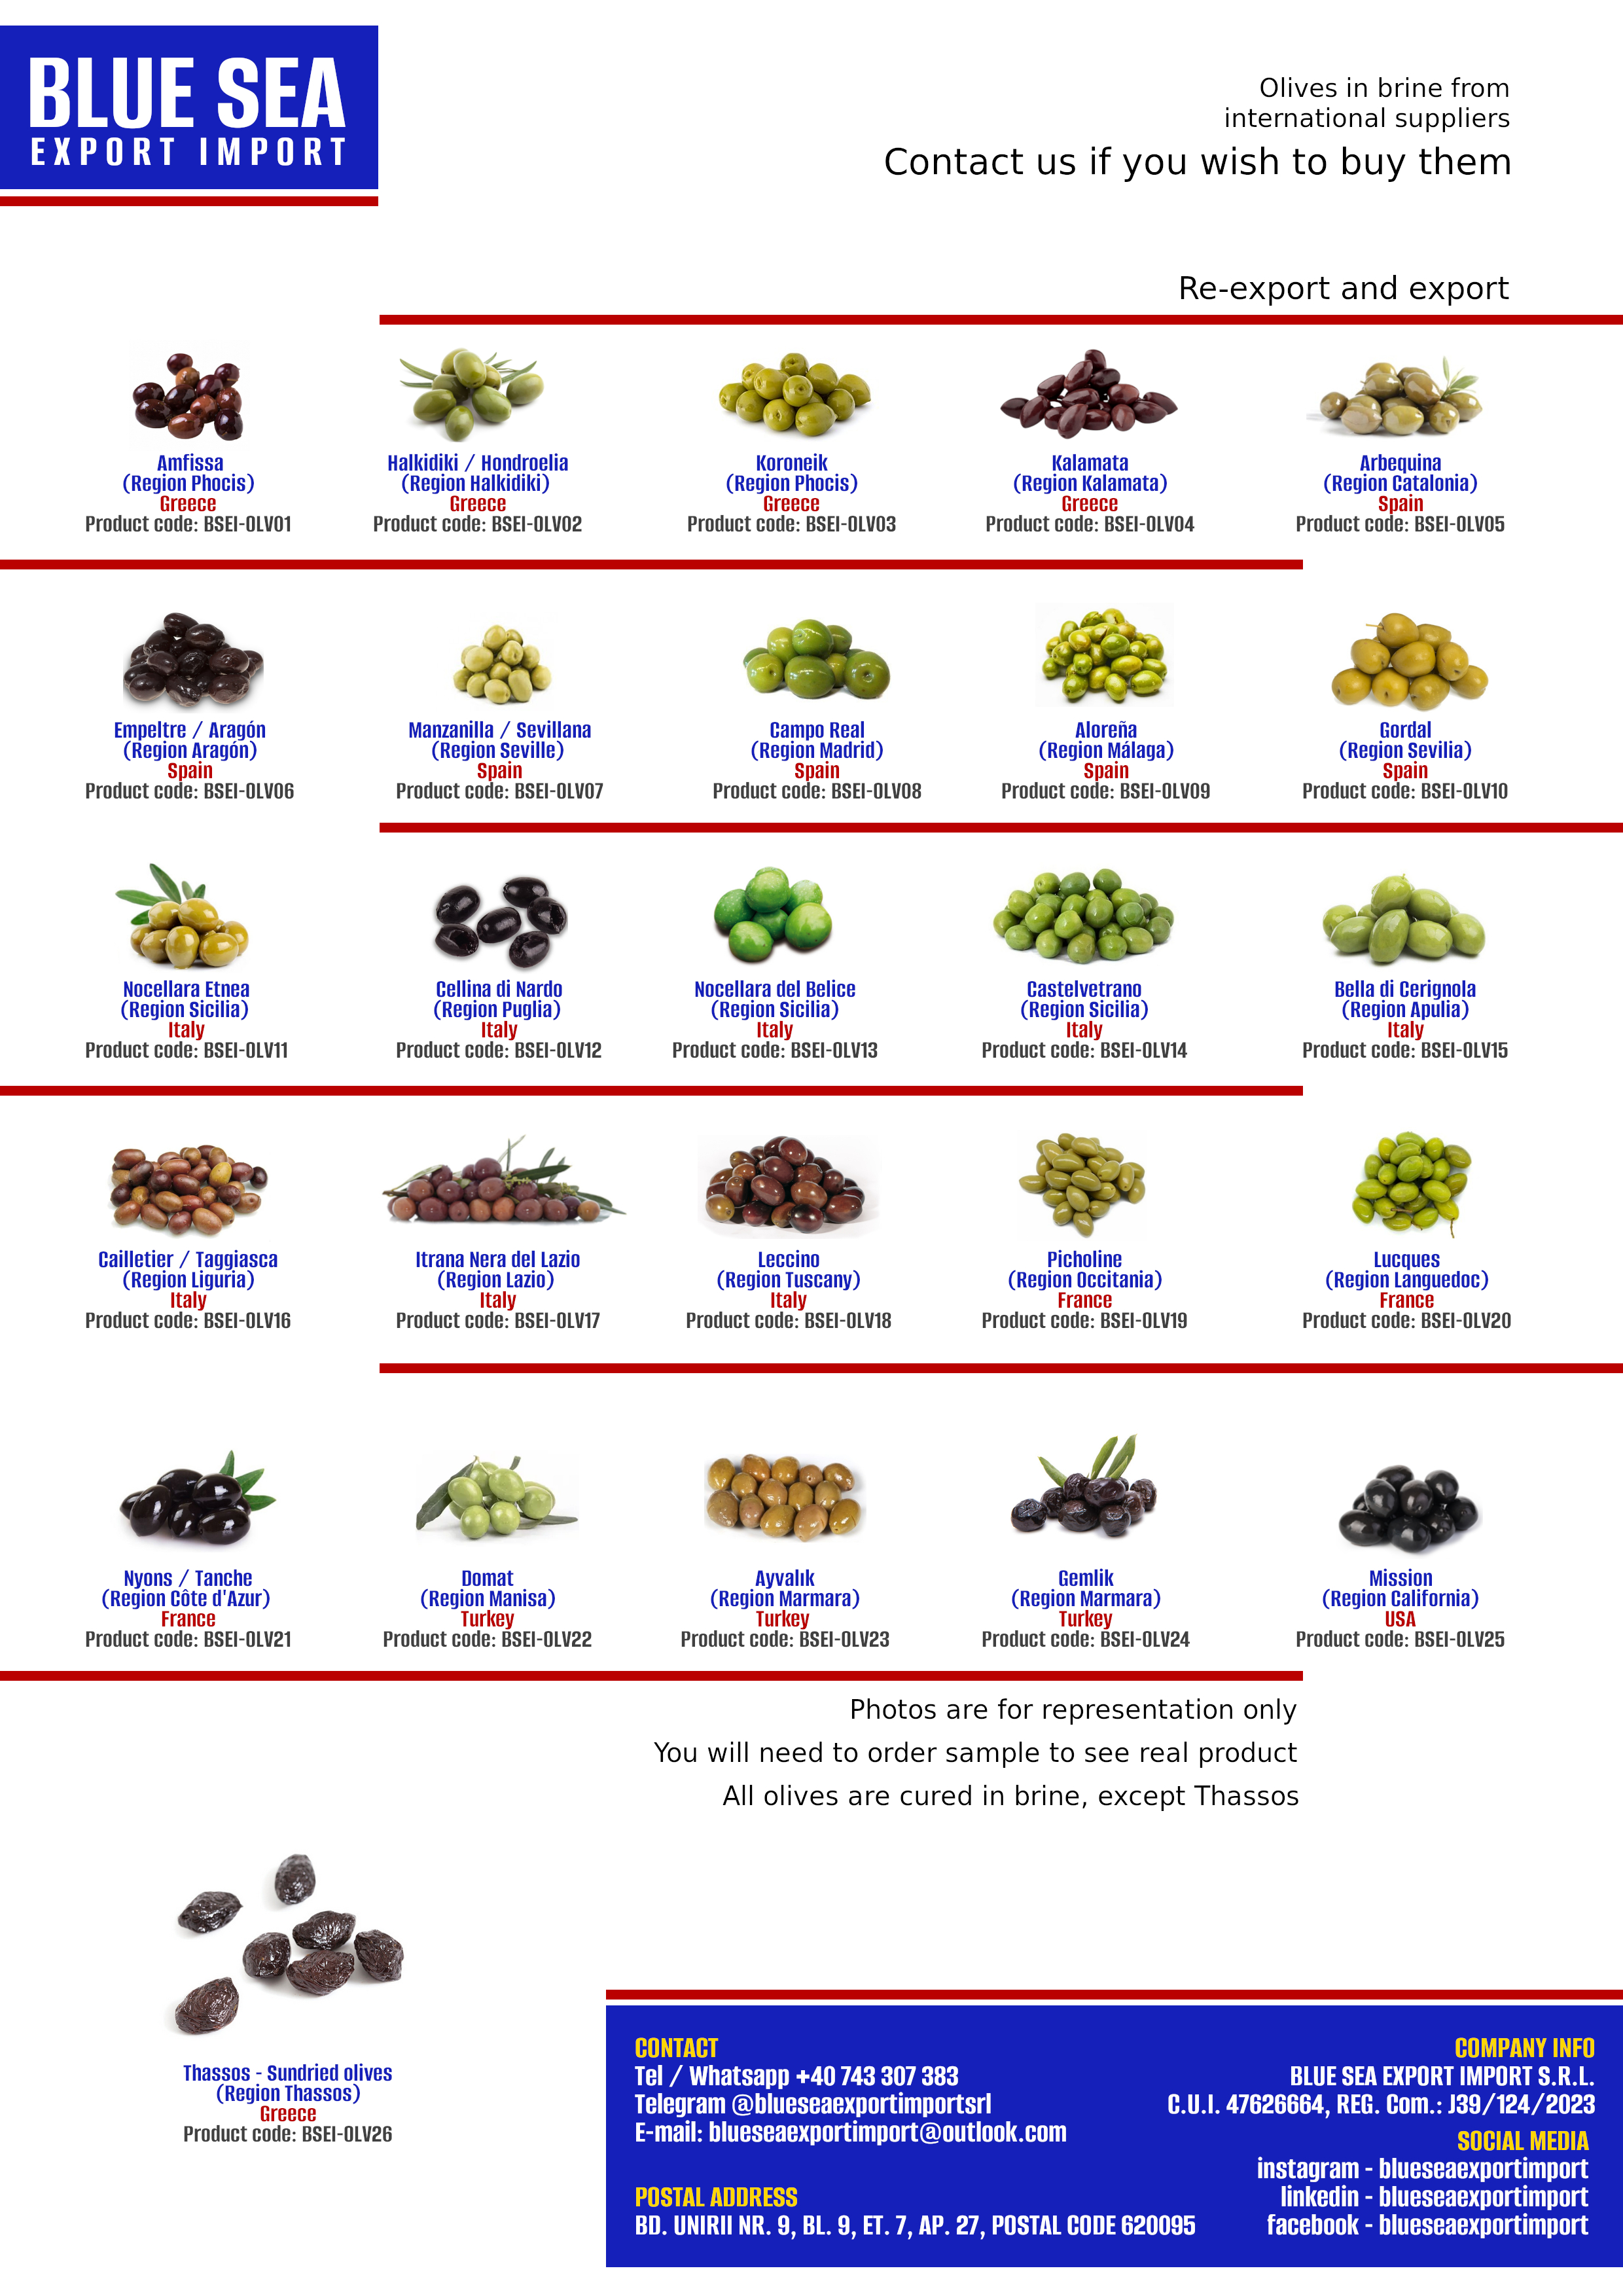 BLUE SEA
EXPORT IMPORT
Olives in brine from
international suppliers
Contact us if you wish to buy them
Re-export and export
Amfissa
(Region Phocis)
Greece
Product code: BSEI-OLV01
Halkidiki / Hondroelia
(Region Halkidiki)
Greece
Product code: BSEI-OLV02
Koroneik
(Region Phocis)
Greece
Product code: BSEI-OLV03
Kalamata
(Region Kalamata)
Greece
Product code: BSEI-OLV04
Arbequina
(Region Catalonia)
Spain
Product code: BSEI-OLV05
Empeltre / Aragón
(Region Aragón)
Spain
Product code: BSEI-OLV06
Manzanilla / Sevillana
(Region Seville)
Spain
Product code: BSEI-OLV07
Campo Real
(Region Madrid)
Spain
Product code: BSEI-OLV08
Aloreña
(Region Málaga)
Spain
Product code: BSEI-OLV09
Gordal
(Region Sevilia)
Spain
Product code: BSEI-OLV10
Nocellara Etnea
(Region Sicilia)
Italy
Product code: BSEI-OLV11
Cellina di Nardo
(Region Puglia)
Italy
Product code: BSEI-OLV12
Nocellara del Belice
(Region Sicilia)
Italy
Product code: BSEI-OLV13
Castelvetrano
(Region Sicilia)
Italy
Product code: BSEI-OLV14
Bella di Cerignola
(Region Apulia)
Italy
Product code: BSEI-OLV15
Cailletier / Taggiasca
(Region Liguria)
Italy
Product code: BSEI-OLV16
Itrana Nera del Lazio
(Region Lazio)
Italy
Product code: BSEI-OLV17
Leccino
(Region Tuscany)
Italy
Product code: BSEI-OLV18
Picholine
(Region Occitania)
France
Product code: BSEI-OLV19
Lucques
(Region Languedoc)
France
Product code: BSEI-OLV20
Nyons / Tanche
(Region Côte d'Azur)
France
Product code: BSEI-OLV21
Domat
(Region Manisa)
Turkey
Product code: BSEI-OLV22
Ayvalık
(Region Marmara)
Turkey
Product code: BSEI-OLV23
Gemlik
(Region Marmara)
Turkey
Product code: BSEI-OLV24
Mission
(Region California)
USA
Product code: BSEI-OLV25
Photos are for representation only
You will need to order sample to see real product
All olives are cured in brine, except Thassos
Thassos - Sundried olives
(Region Thassos)
Greece
Product code: BSEI-OLV26
CONTACT
Tel / Whatsapp +40 743 307 383
Telegram @blueseaexportimportsrl
E-mail: blueseaexportimport@outlook.com
POSTAL ADDRESS
BD. UNIRII NR. 9, BL. 9, ET. 7, AP. 27, POSTAL CODE 620095
COMPANY INFO
BLUE SEA EXPORT IMPORT S.R.L.
C.U.I. 47626664, REG. Com.: J39/124/2023
SOCIAL MEDIA
instagram - blueseaexportimport
linkedin - blueseaexportimport
facebook - blueseaexportimport